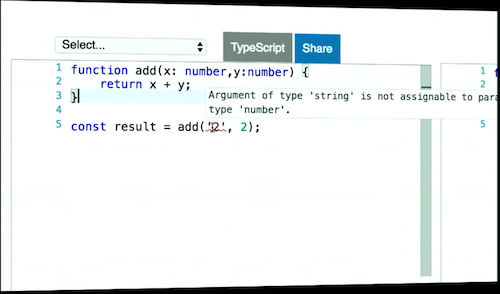 Select...
TypeScript
Share
1 function add(x: number,y:number) {
2 return x + y;
3 }
4
5 const result = add('2', 2);
Argument of type 'string' is not assignable to
type 'number'.
1
2
3
5